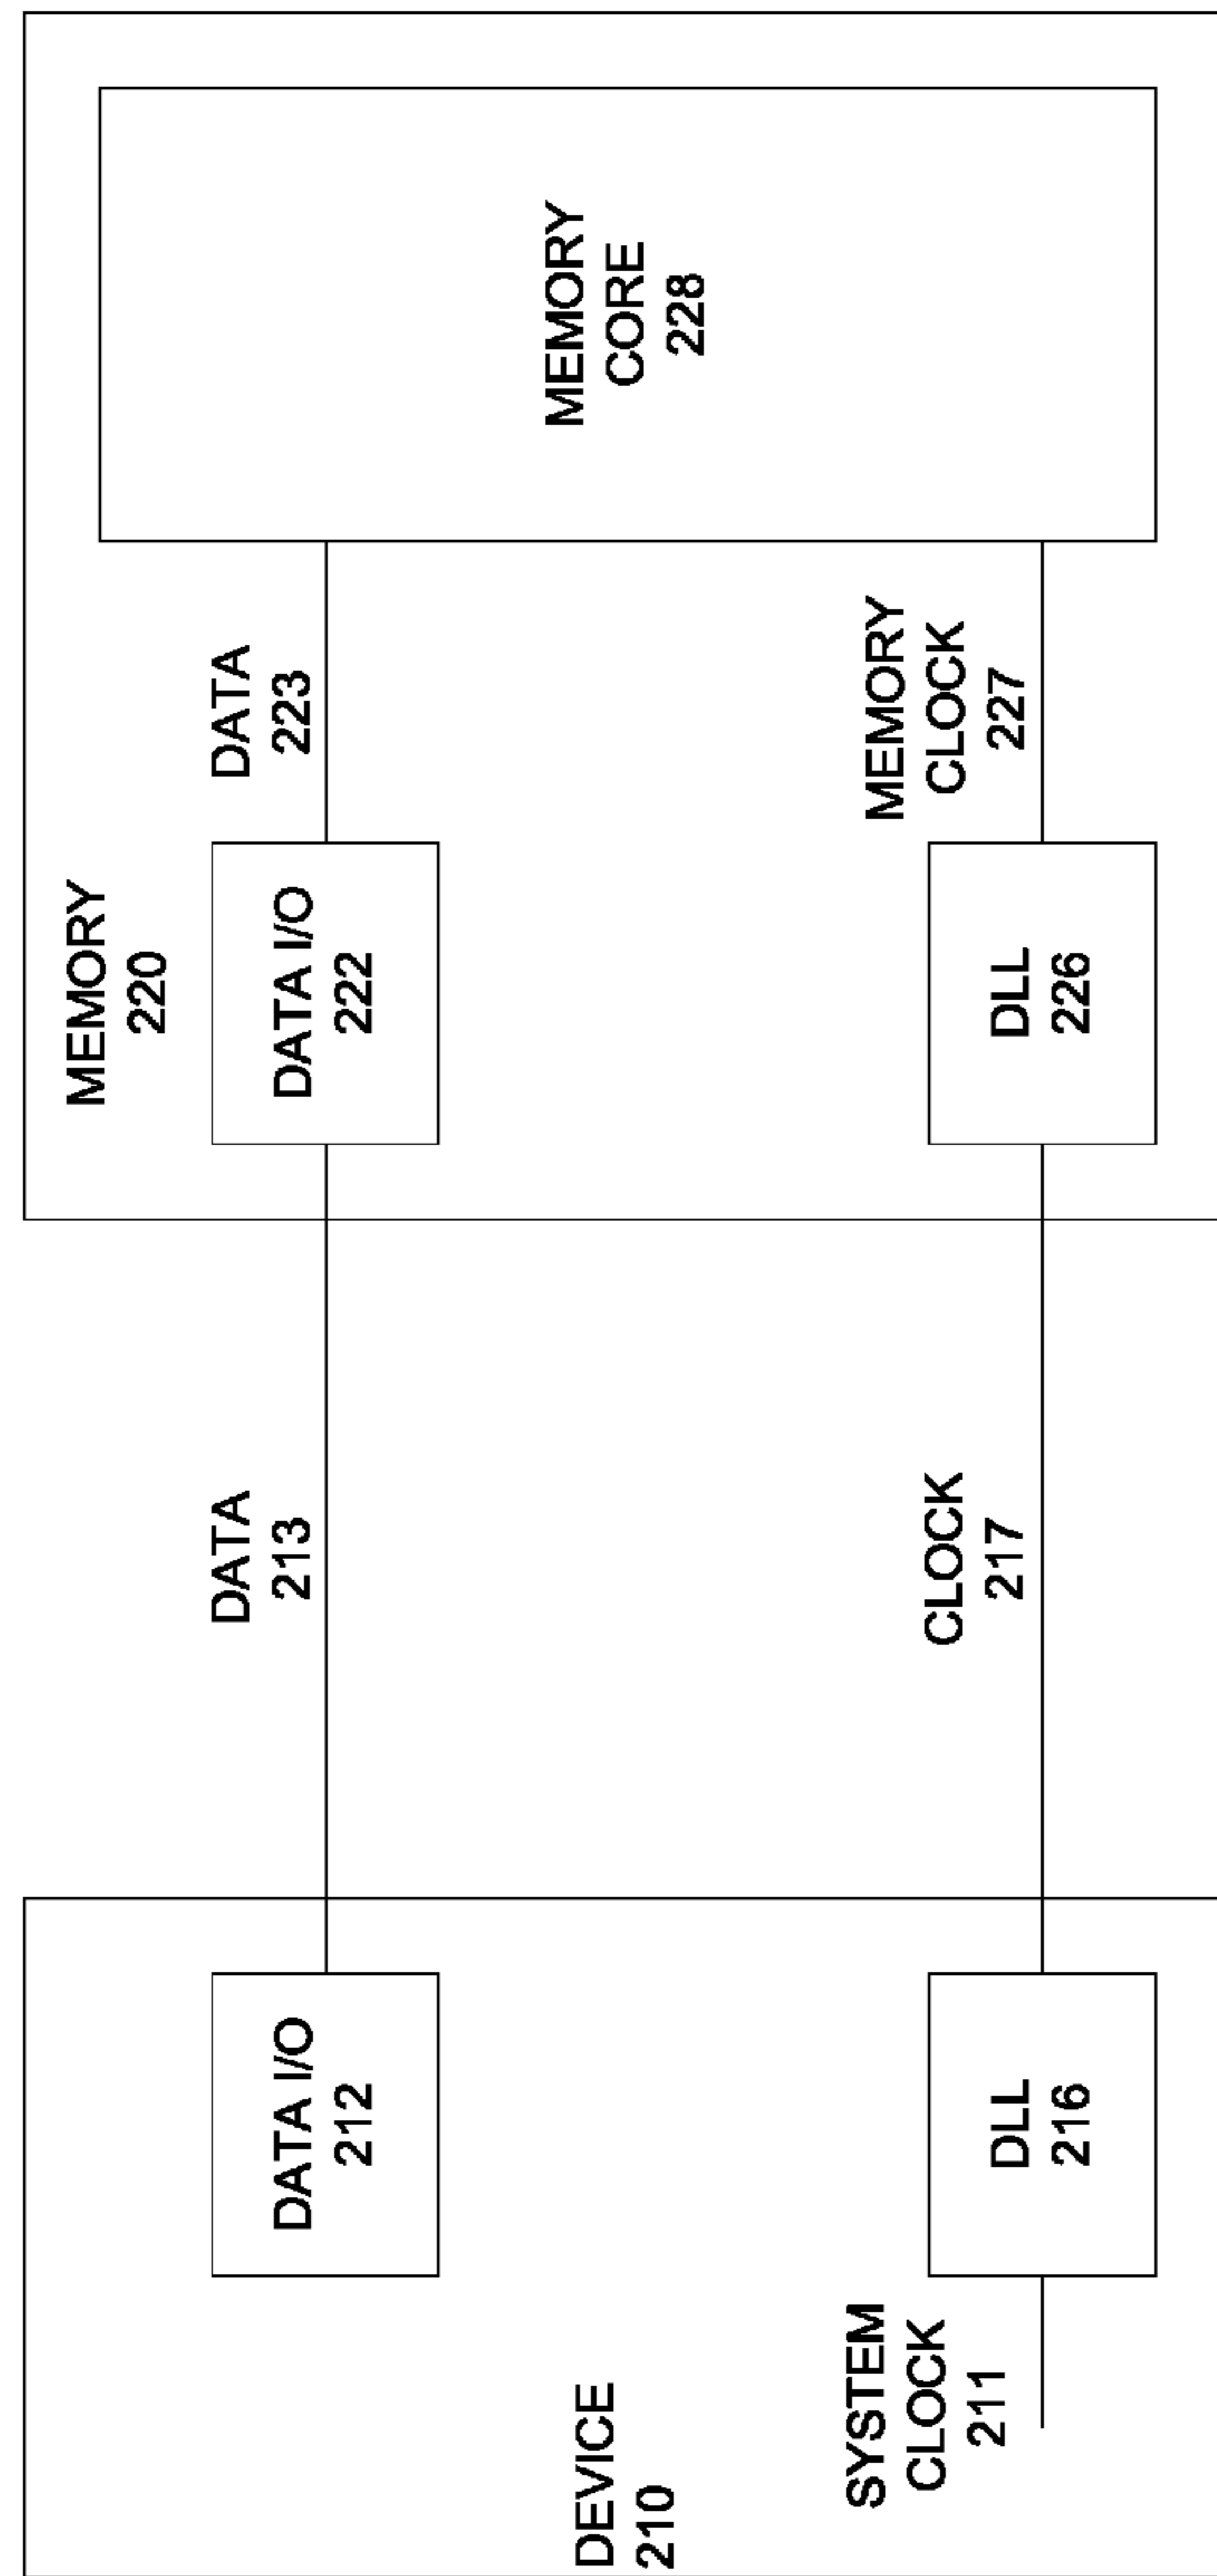 DEVICE
210
SYSTEM
CLOCK
211
DATA I/O
212
DLL
216
DATA
213
CLOCK
217
MEMORY
220
DATA I/O
222
DLL
226
DATA
223
MEMORY
CLOCK
227
MEMORY
CORE
228